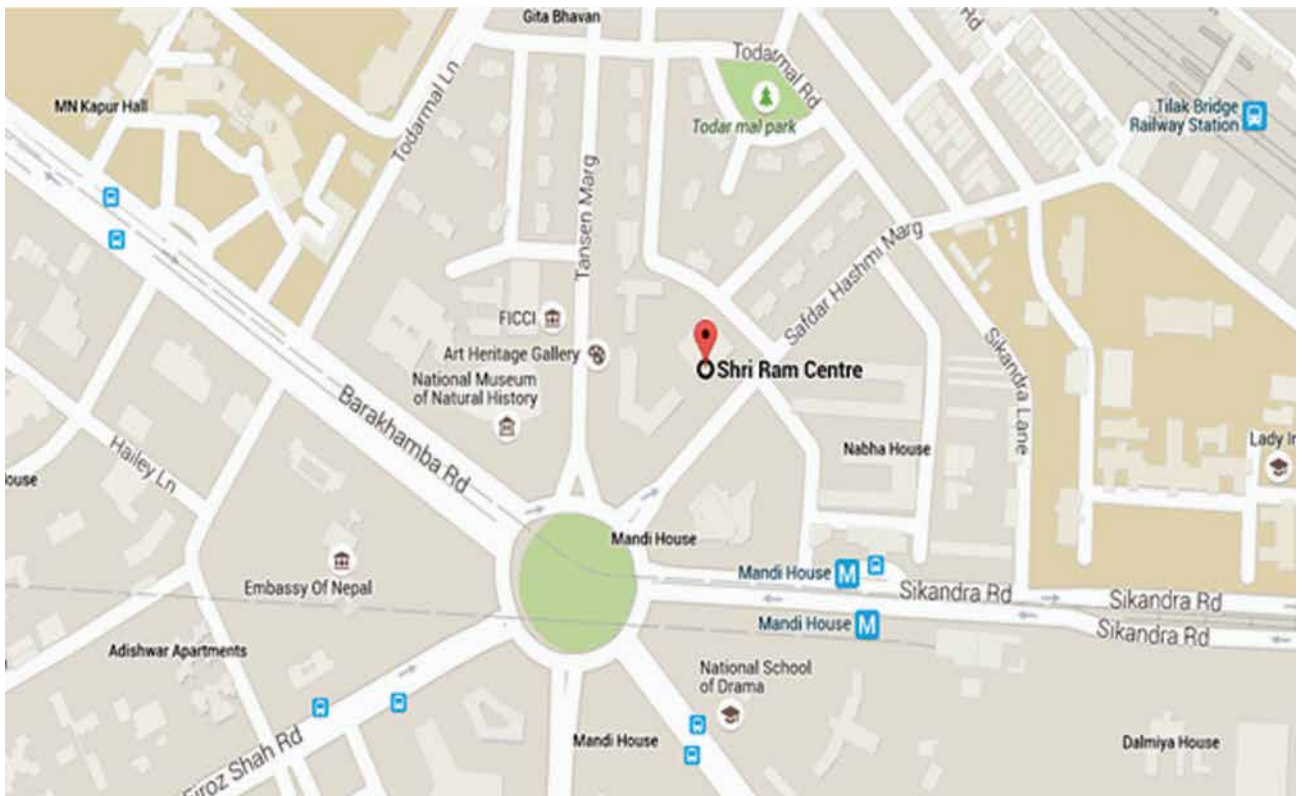 Gita Bhavan
Rd
Todarmal Rd
MN Kapur Hall
Todarmal Ln
Todar mal park
Tilak Bridge
Railway Station
Tansen Marg
Safdar Hashmi Marg
FICCI
Art Heritage Gallery
National Museum
of Natural History
Shri Ram Centre
Sikandra Lane
Barakhamba Rd
Hailey Ln
Nabha House
Lady Ir
ouse
Mandi House
Embassy Of Nepal
Mandi House M
Sikandra Rd
Sikandra Rd
Mandi House M
Sikandra Rd
Adishwar Apartments
National School
of Drama
Firoz Shah Rd
Mandi House
Dalmiya House